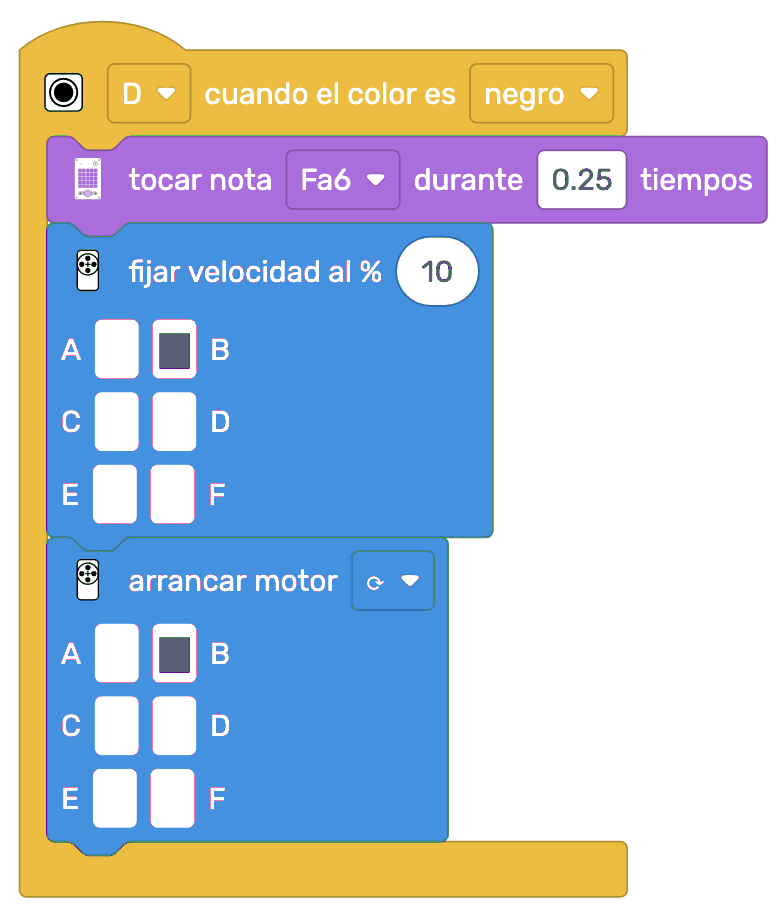 D cuando el color es negro
tocar nota Fa6 durante 0.25 tiempos
fijar velocidad al % 10
A B
C D
E F
arrancar motor ⟳
A B
C D
E F